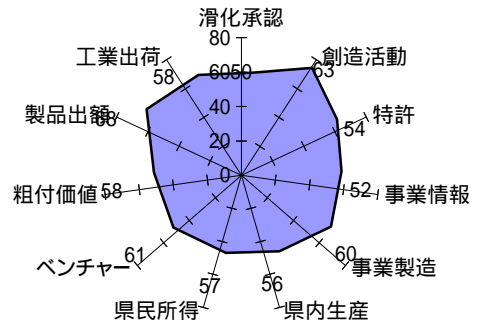 滑化承認
80
工業出荷
58
60
50
63
創造活動
製品出額
68
40
特許
54
20
0
粗付価値
58
52
事業情報
ベンチャー
61
60
事業製造
57
56
県民所得
県内生産